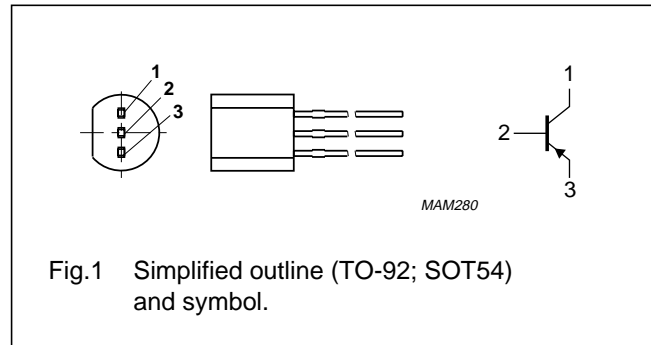 1
2
3
1
2
3
MAM280
Fig.1 Simplified outline (TO-92; SOT54)
and symbol.